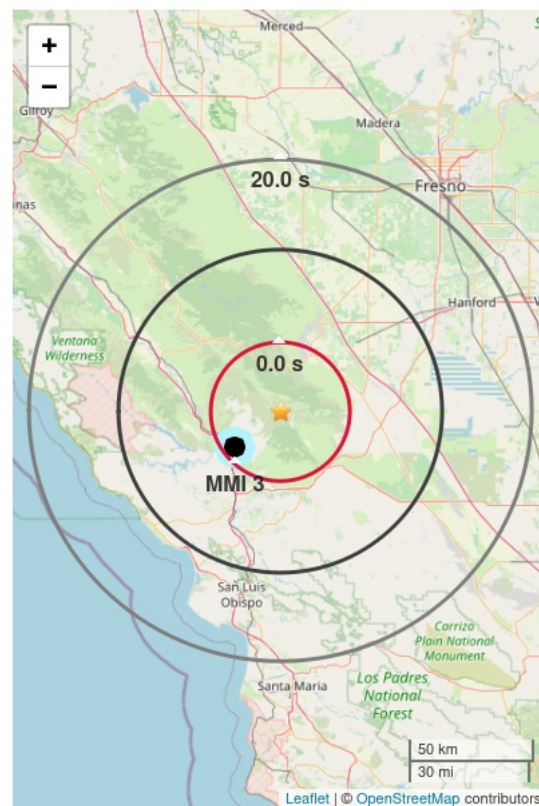 Merced
+
−
Gilroy
Madera
20.0 s
Fresno
Hanford
Ventana
Wilderness
0.0 s
MMI 3
San Luis
Obispo
Carrizo
Plain National
Monument
Santa Maria
Los Padres
National
Forest
50 km
30 mi
Leaflet | © OpenStreetMap contributors